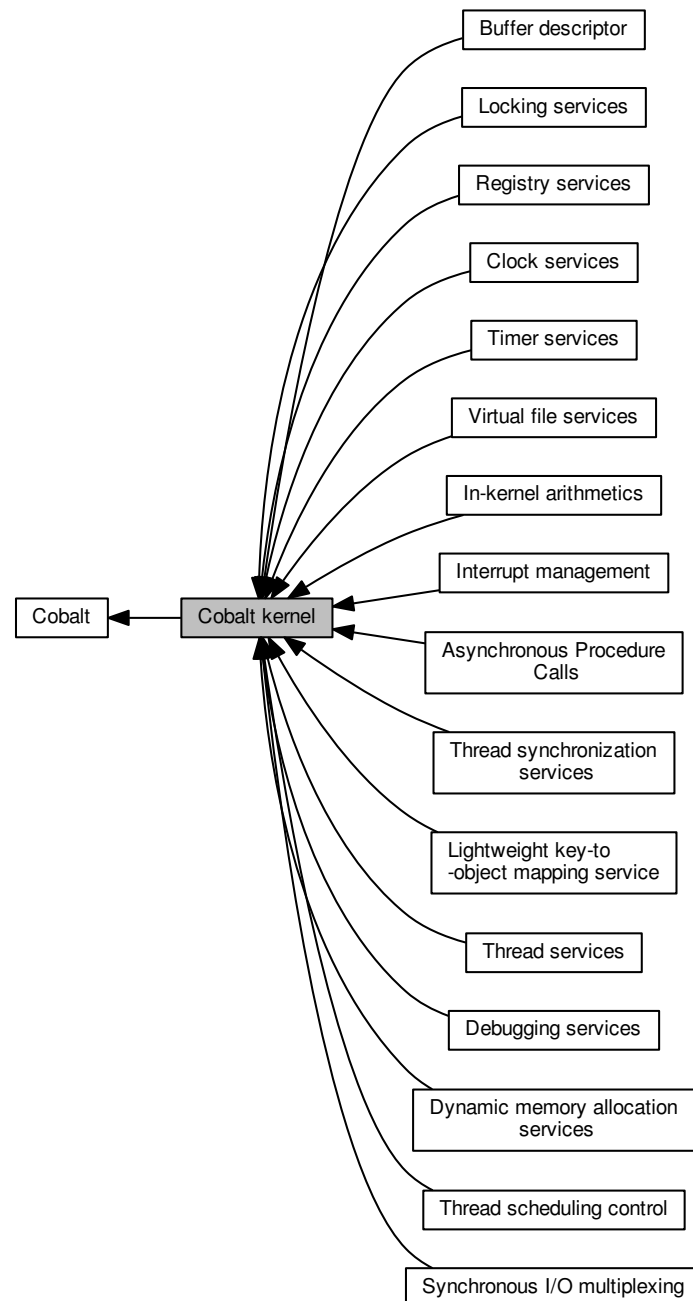 Buffer descriptor
Locking services
Registry services
Clock services
Timer services
Virtual file services
In-kernel arithmetics
Interrupt management
Cobalt
Cobalt kernel
Asynchronous Procedure
Calls
Thread synchronization
services
Lightweight key-to
-object mapping service
Thread services
Debugging services
Dynamic memory allocation
services
Thread scheduling control
Synchronous I/O multiplexing